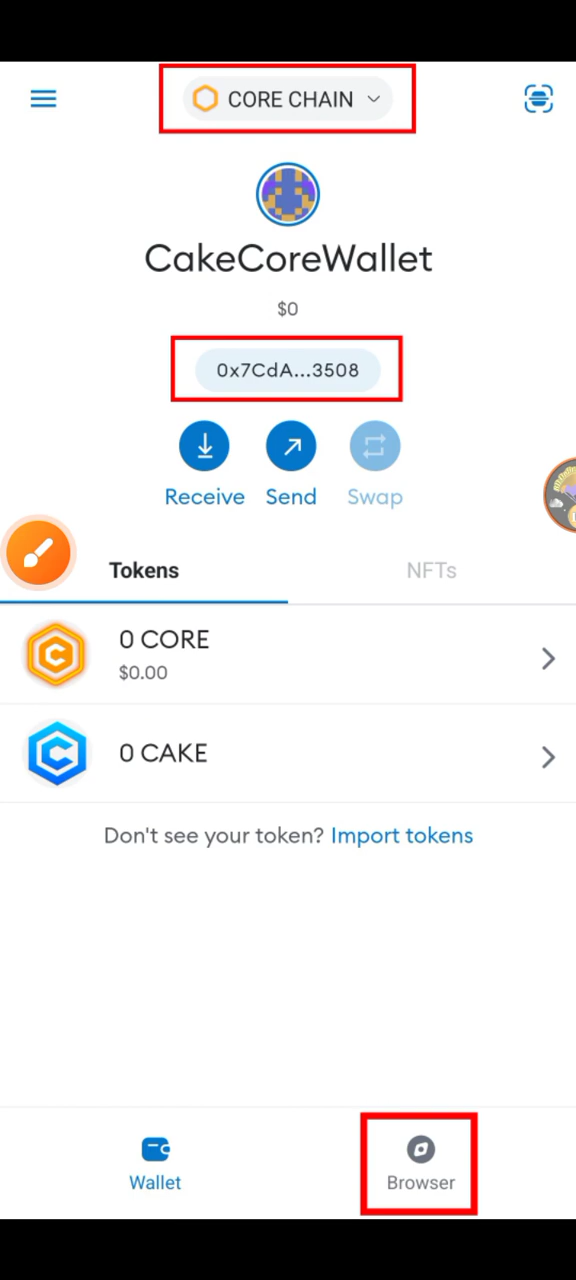 CORE CHAIN
CakeCoreWallet
$0
0x7CdA...3508
Receive Send Swap
Tokens NFTs
0 CORE
$0.00
0 CAKE
Don't see your token? Import tokens
Wallet Browser